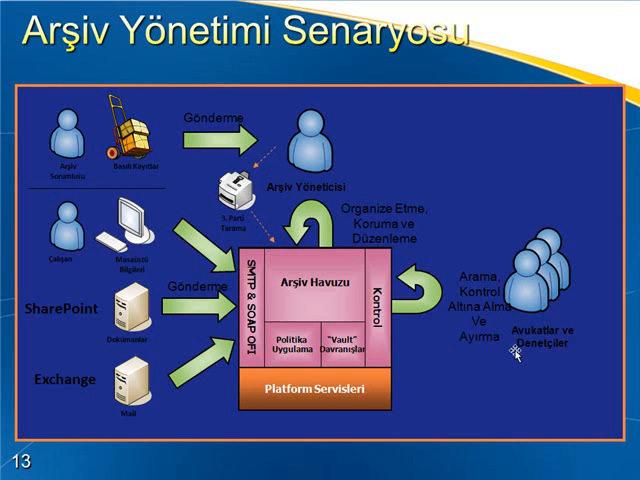 Arşiv Yönetimi Senaryosu
Gönderme
Arşiv
Sorumlusu
Basılı Kayıtlar
Arşiv Yöneticisi
3. Parti
Tarama
Organize Etme,
Koruma ve
Düzenleme
Çalışan
Masaüstü
Bilgileri
Gönderme
SharePoint
Dokümanlar
Exchange
Mail
SMTP & SOAP OFI
Arşiv Havuzu
Kontrol
Politika
Uygulama
"Vault"
Davranışlar
Platform Servisleri
Arama,
Kontrol
Altına Alma
Ve
Ayırma
Avukatlar ve
Denetçiler
13